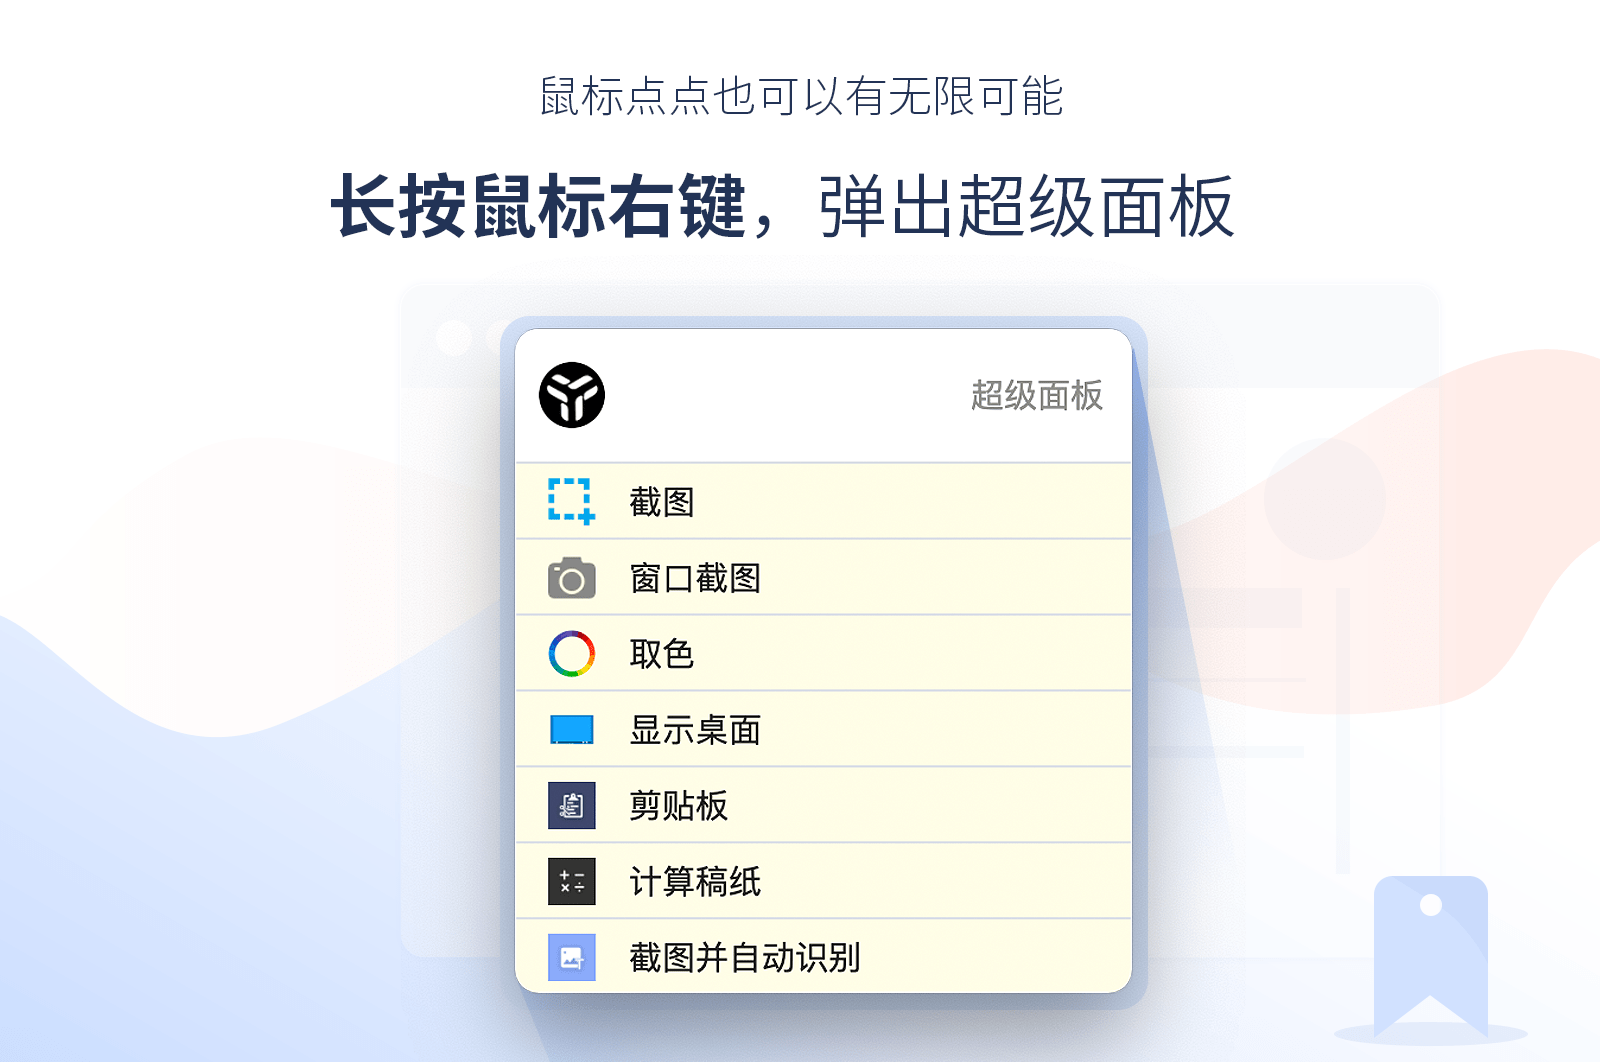 鼠标点点也可以有无限可能
长按鼠标右键，弹出超级面板
超级面板
截图
窗口截图
取色
显示桌面
剪贴板
计算稿纸
截图并自动识别